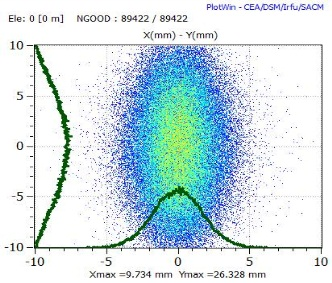 PlotWin - CEA/DSM/Irfu/SACM
Ele: 0 [0 m] NGOOD : 89422 / 89422
X(mm) - Y(mm)
10
5
0
-5
-10
-10 -5 0 5 10
Xmax =9.734 mm Ymax =26.328 mm